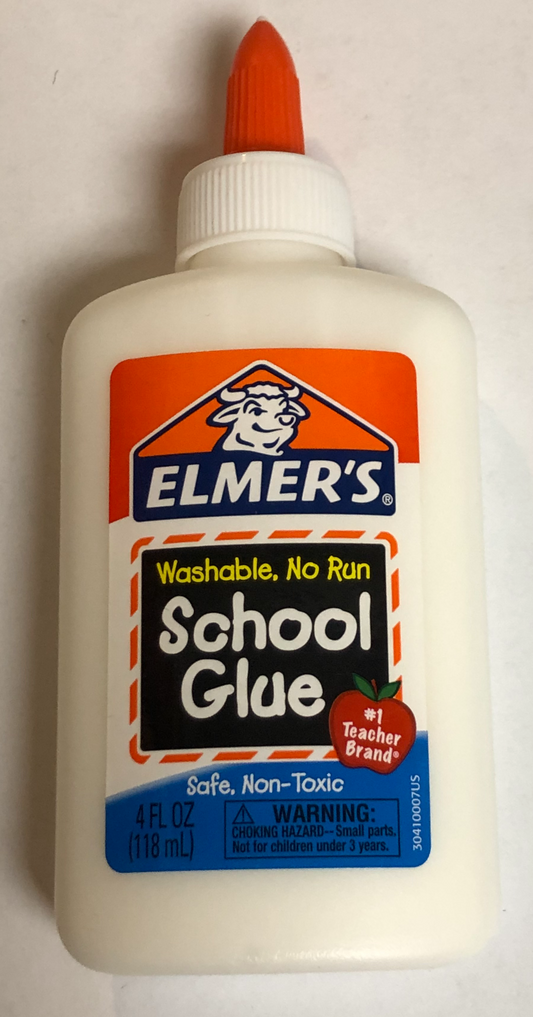 ELMER'S®
Washable, No Run
School
Glue
#1
Teacher
Brand®
Safe, Non-Toxic
4 FL OZ
(118 mL)
⚠ WARNING:
CHOKING HAZARD--Small parts.
Not for children under 3 years.
30410007US